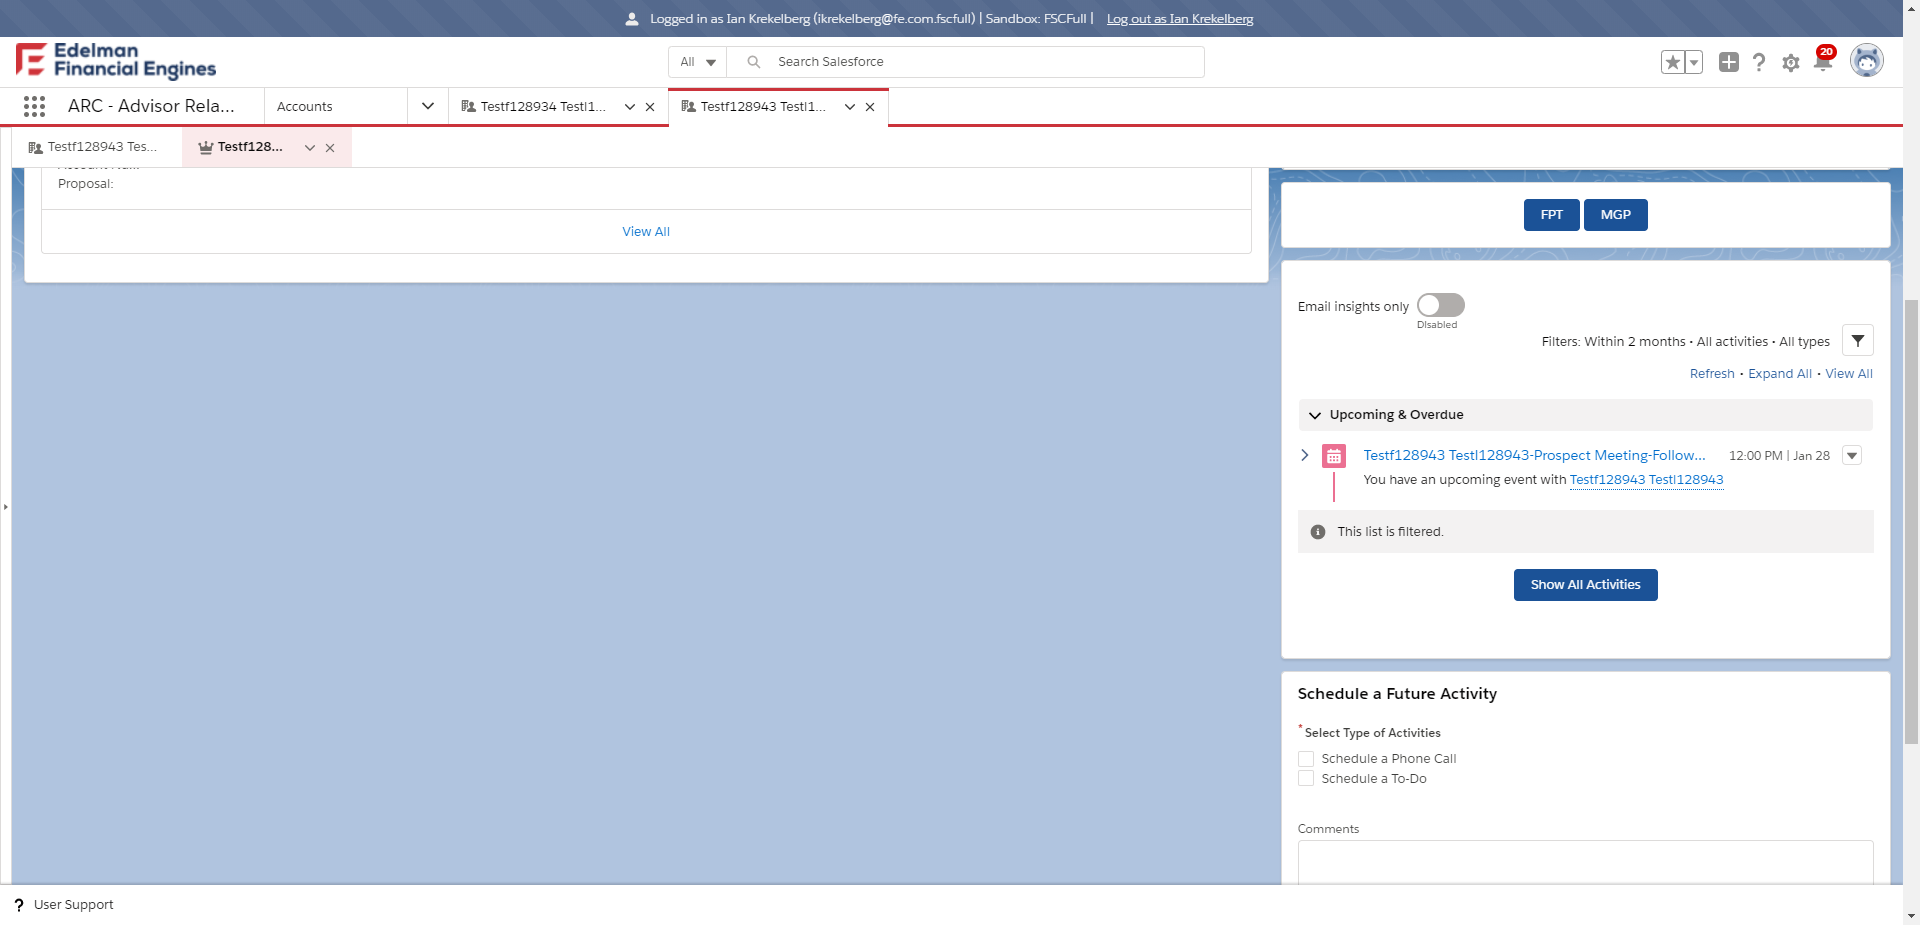 Logged in as Ian Krekelberg (ikrekelberg@fe.com.fscfull) | Sandbox: FSCFull | Log out as Ian Krekelberg
Edelman
Financial Engines
All
Search Salesforce
20
ARC - Advisor Rela...
Accounts
Testf128934 Testl1...
Testf128943 Testl1...
Testf128943 Tes...
Testf128...
Proposal:
View All
FPT
MGP
Email insights only
Disabled
Filters: Within 2 months • All activities • All types
Refresh • Expand All • View All
Upcoming & Overdue
Testf128943 Testl128943-Prospect Meeting-Follow...
12:00 PM | Jan 28
You have an upcoming event with Testf128943 Testl128943
This list is filtered.
Show All Activities
Schedule a Future Activity
*Select Type of Activities
Schedule a Phone Call
Schedule a To-Do
Comments
User Support